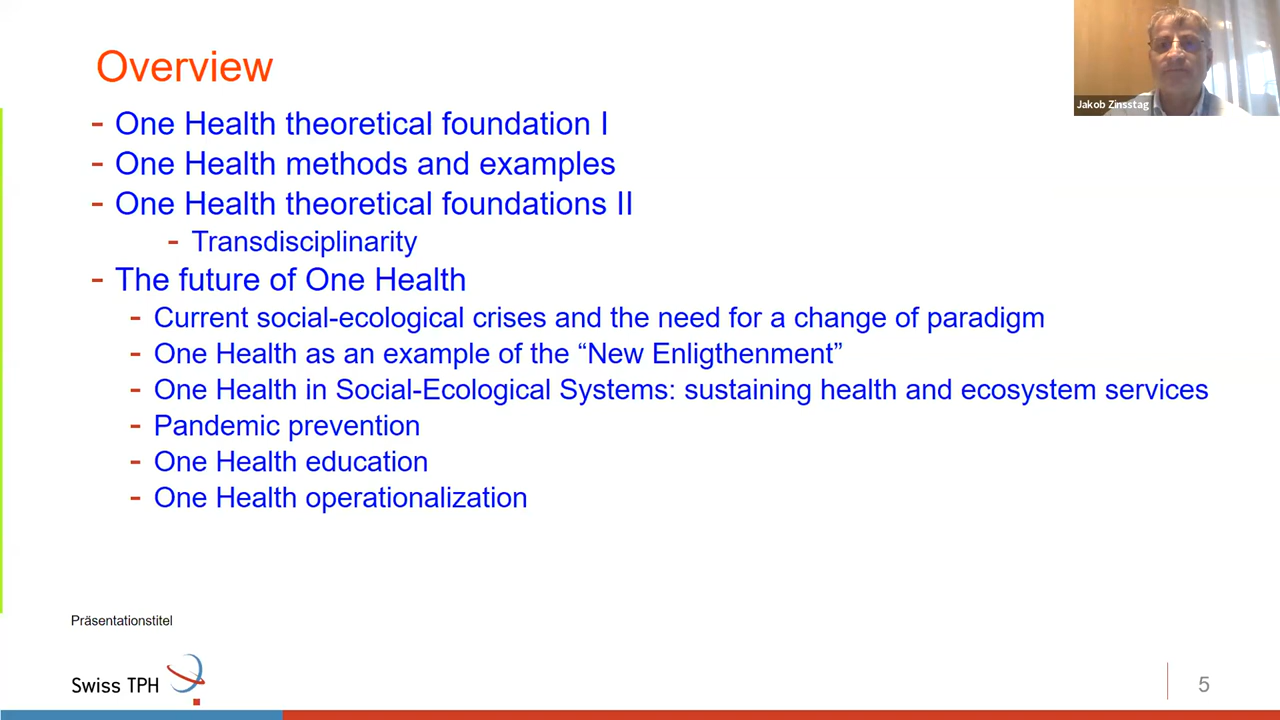 Overview
Jakob Zinsstag
- One Health theoretical foundation I
- One Health methods and examples
- One Health theoretical foundations II
- Transdisciplinarity
- The future of One Health
- Current social-ecological crises and the need for a change of paradigm
- One Health as an example of the “New Enligthenment”
- One Health in Social-Ecological Systems: sustaining health and ecosystem services
- Pandemic prevention
- One Health education
- One Health operationalization
Präsentationstitel
Swiss TPH
5